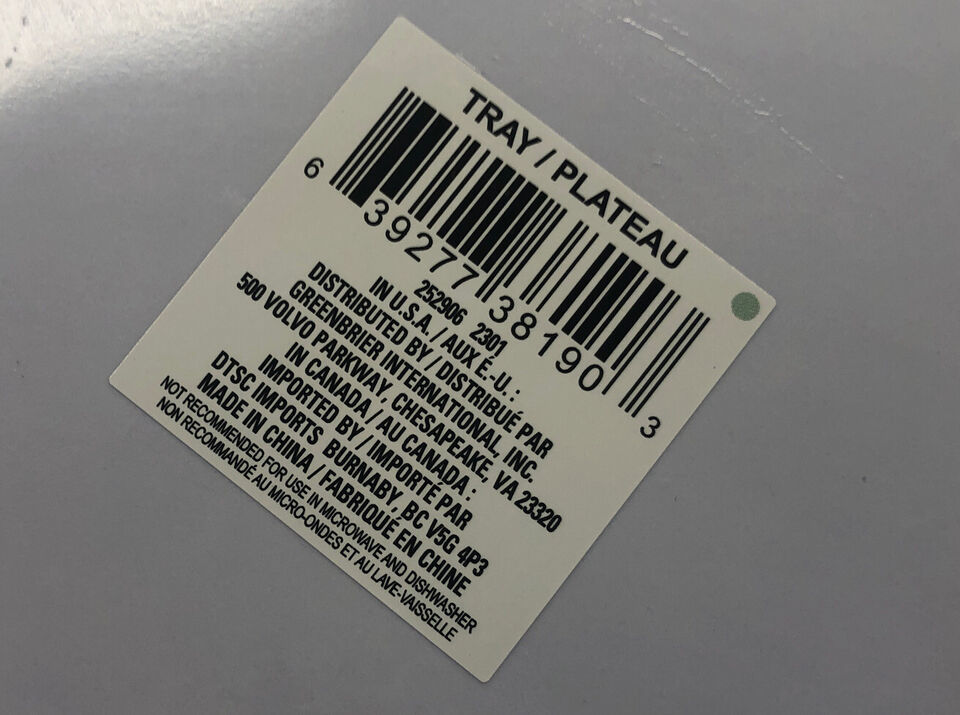 TRAY / PLATEAU
6 39277 38190 3
252906 2301
IN U.S.A. / AUX É.-U. :
DISTRIBUTED BY / DISTRIBUÉ PAR
GREENBRIER INTERNATIONAL, INC.
500 VOLVO PARKWAY, CHESAPEAKE, VA 23320
IN CANADA / AU CANADA :
IMPORTED BY / IMPORTÉ PAR
DTSC IMPORTS BURNABY, BC V5G 4P3
MADE IN CHINA / FABRIQUÉ EN CHINE
NOT RECOMMENDED FOR USE IN MICROWAVE AND DISHWASHER
NON RECOMMANDÉ AU MICRO-ONDES ET AU LAVE-VAISSELLE